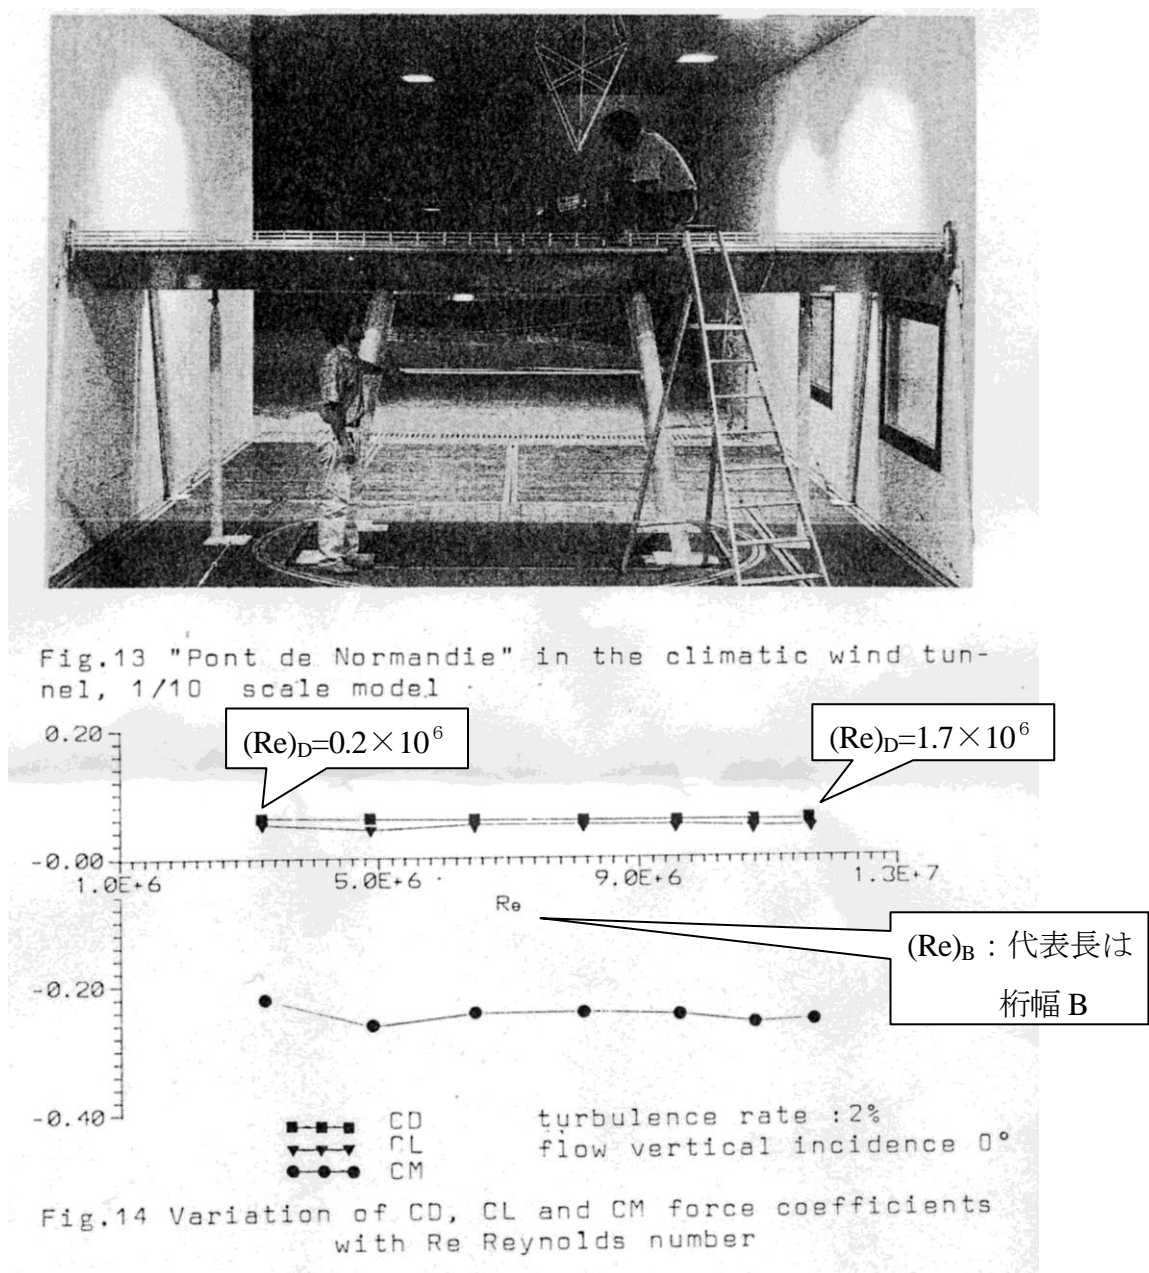 Fig.13 "Pont de Normandie" in the climatic wind tun-
nel, 1/10 scale model
0.20
(Re)D=0.2×10⁶
(Re)D=1.7×10⁶
-0.00
1.0E+6
5.0E+6
9.0E+6
1.3E+7
Re
(Re)B：代表長は
桁幅 B
-0.20
-0.40
CD
turbulence rate :2%
CL
flow vertical incidence 0°
CM
Fig.14 Variation of CD, CL and CM force coefficients
with Re Reynolds number